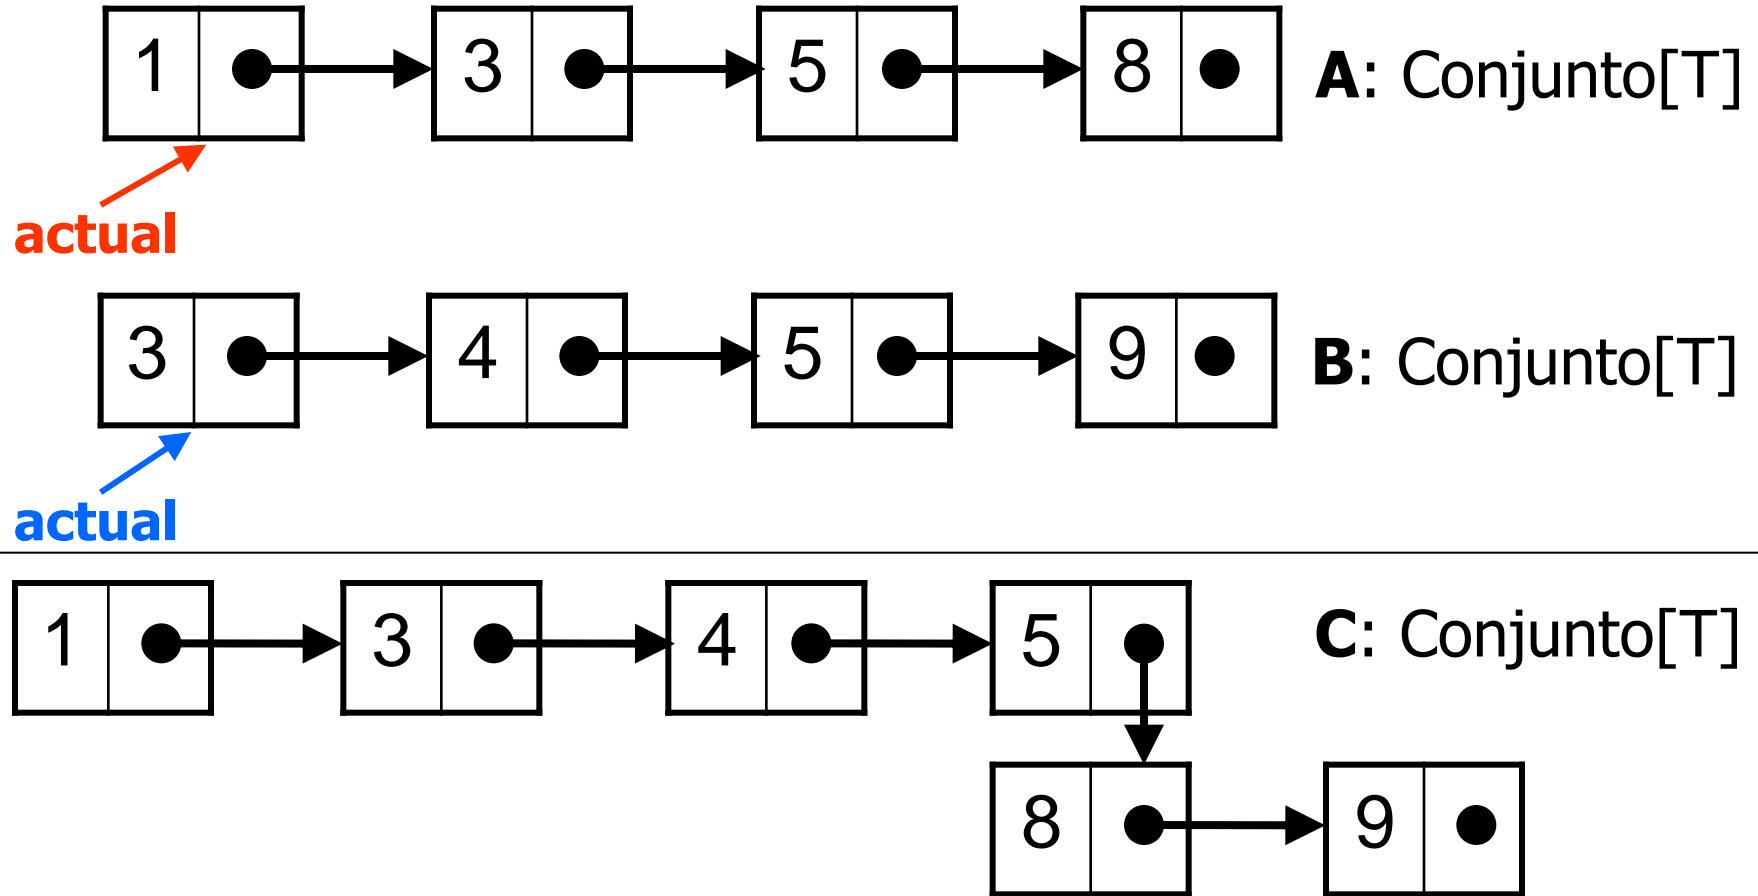 1 3 5 8 A: Conjunto[T]
actual
3 4 5 9 B: Conjunto[T]
actual
1 3 4 5 C: Conjunto[T]
8 9